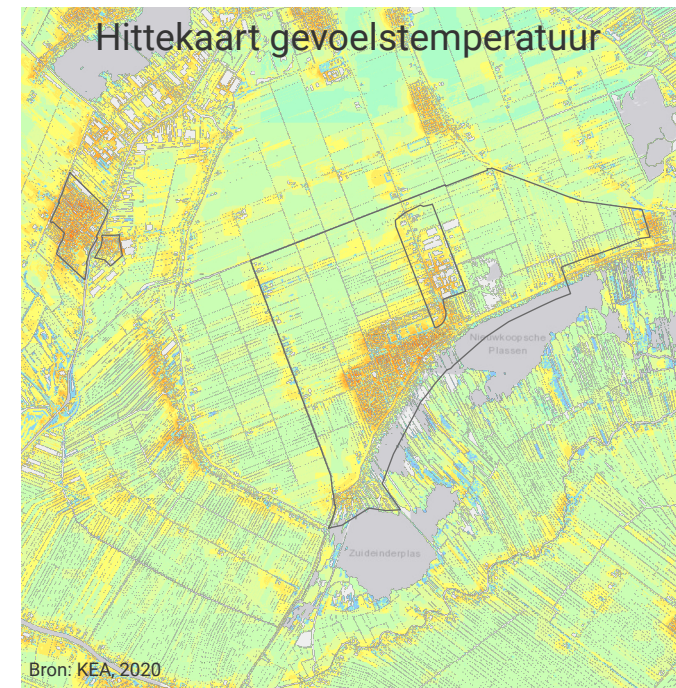 Hittekaart gevoelstemperatuur
Nieuwkoopsche
Plassen
Zuideinderplas
Bron: KEA, 2020